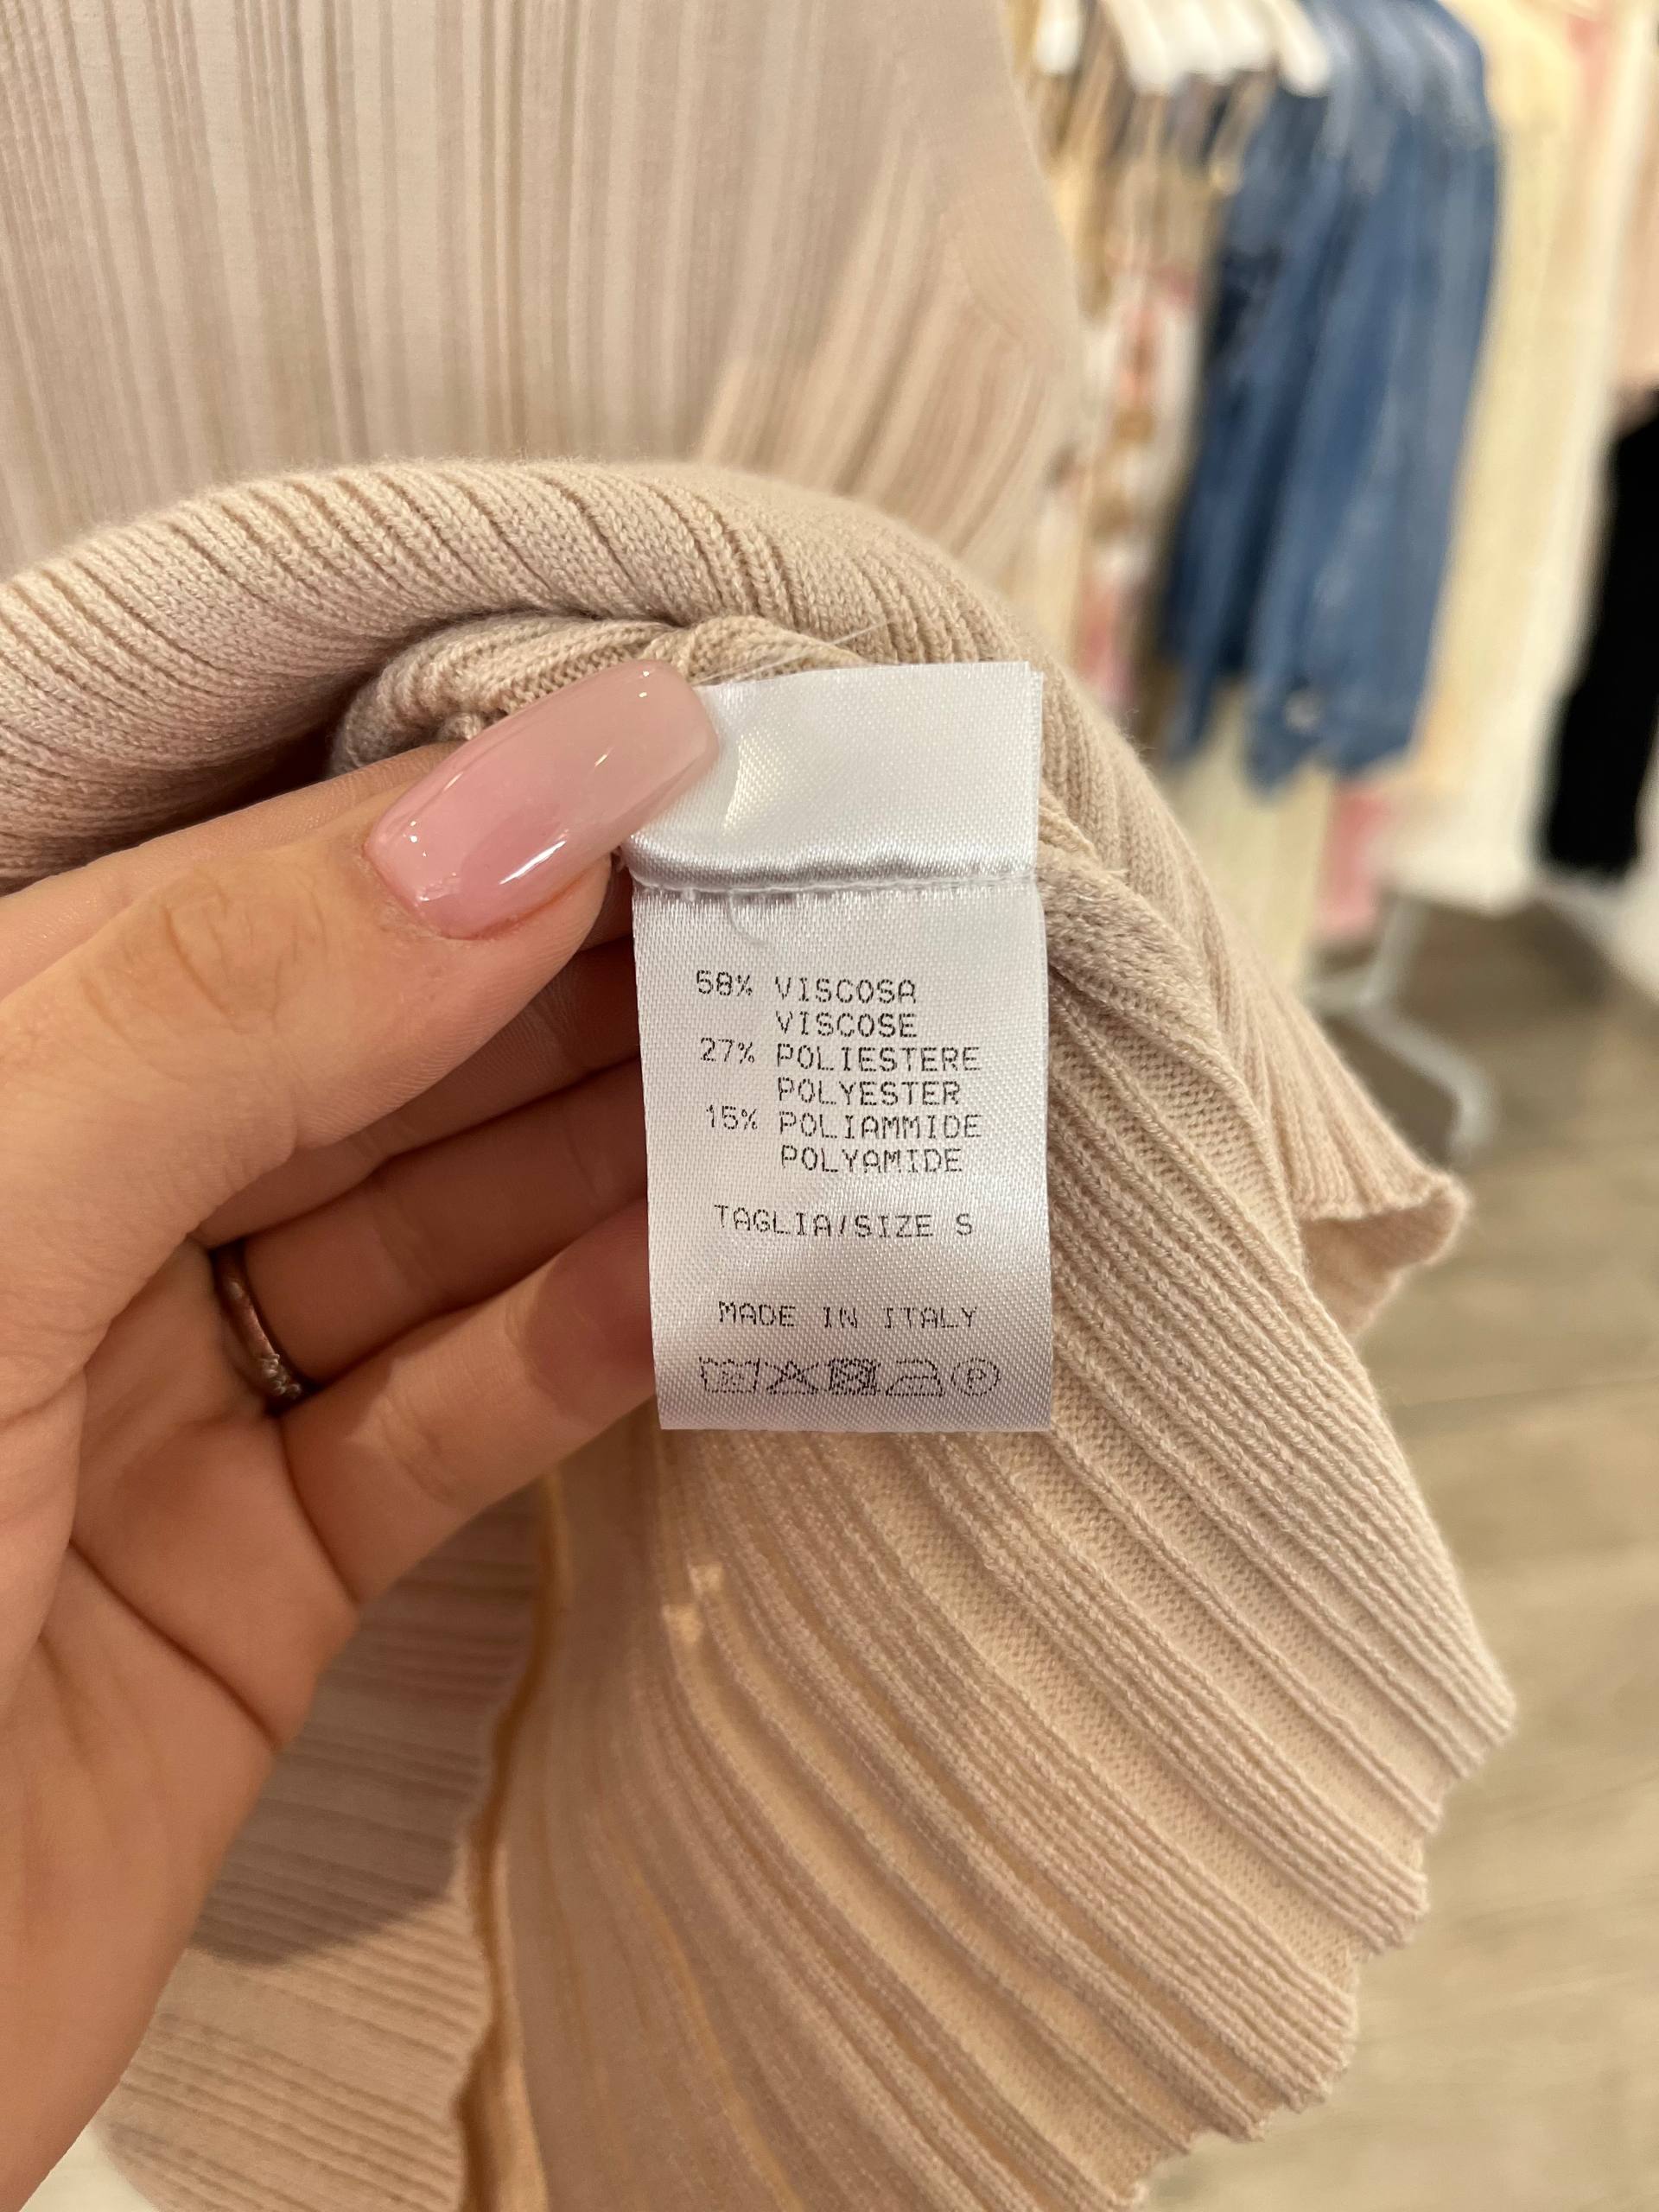 58% VISCOSA
VISCOSE
27% POLIESTERE
POLYESTER
15% POLIAMMIDE
POLYAMIDE
TAGLIA/SIZE S
MADE IN ITALY
P